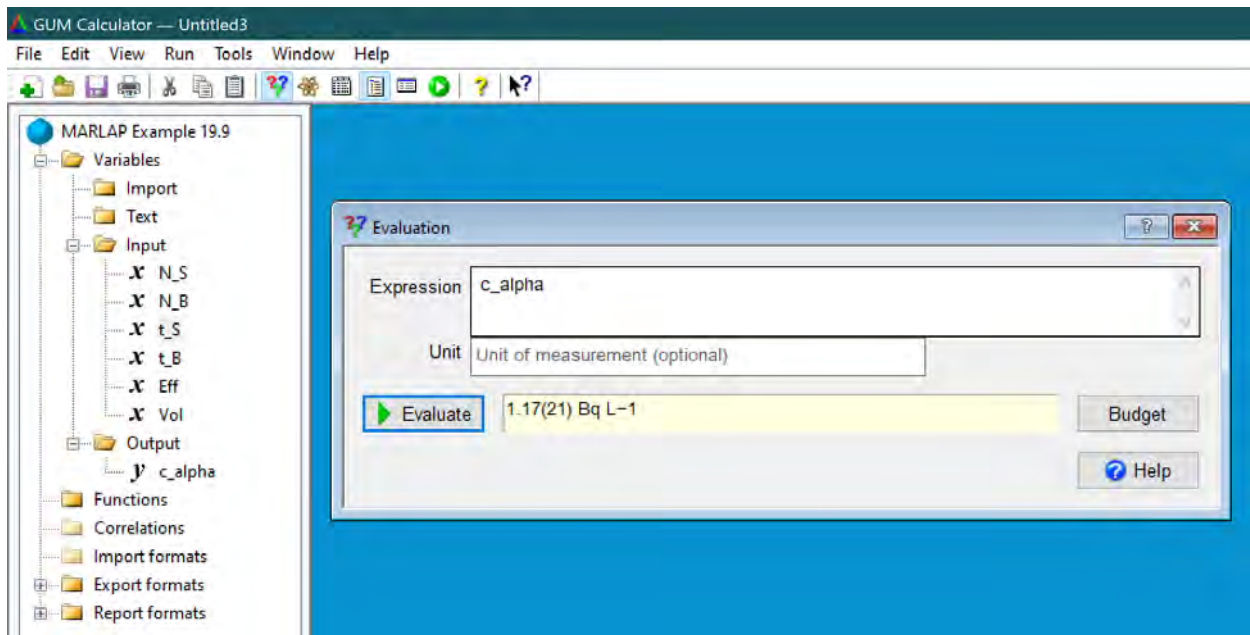 GUM Calculator — Untitled3
File Edit View Run Tools Window Help
MARLAP Example 19.9
Variables
Import
Text
Input
x N_S
x N_B
x t_S
x t_B
x Eff
x Vol
Output
y c_alpha
Functions
Correlations
Import formats
Export formats
Report formats
?? Evaluation
Expression c_alpha
Unit Unit of measurement (optional)
Evaluate 1.17(21) Bq L−1 Budget
? Help